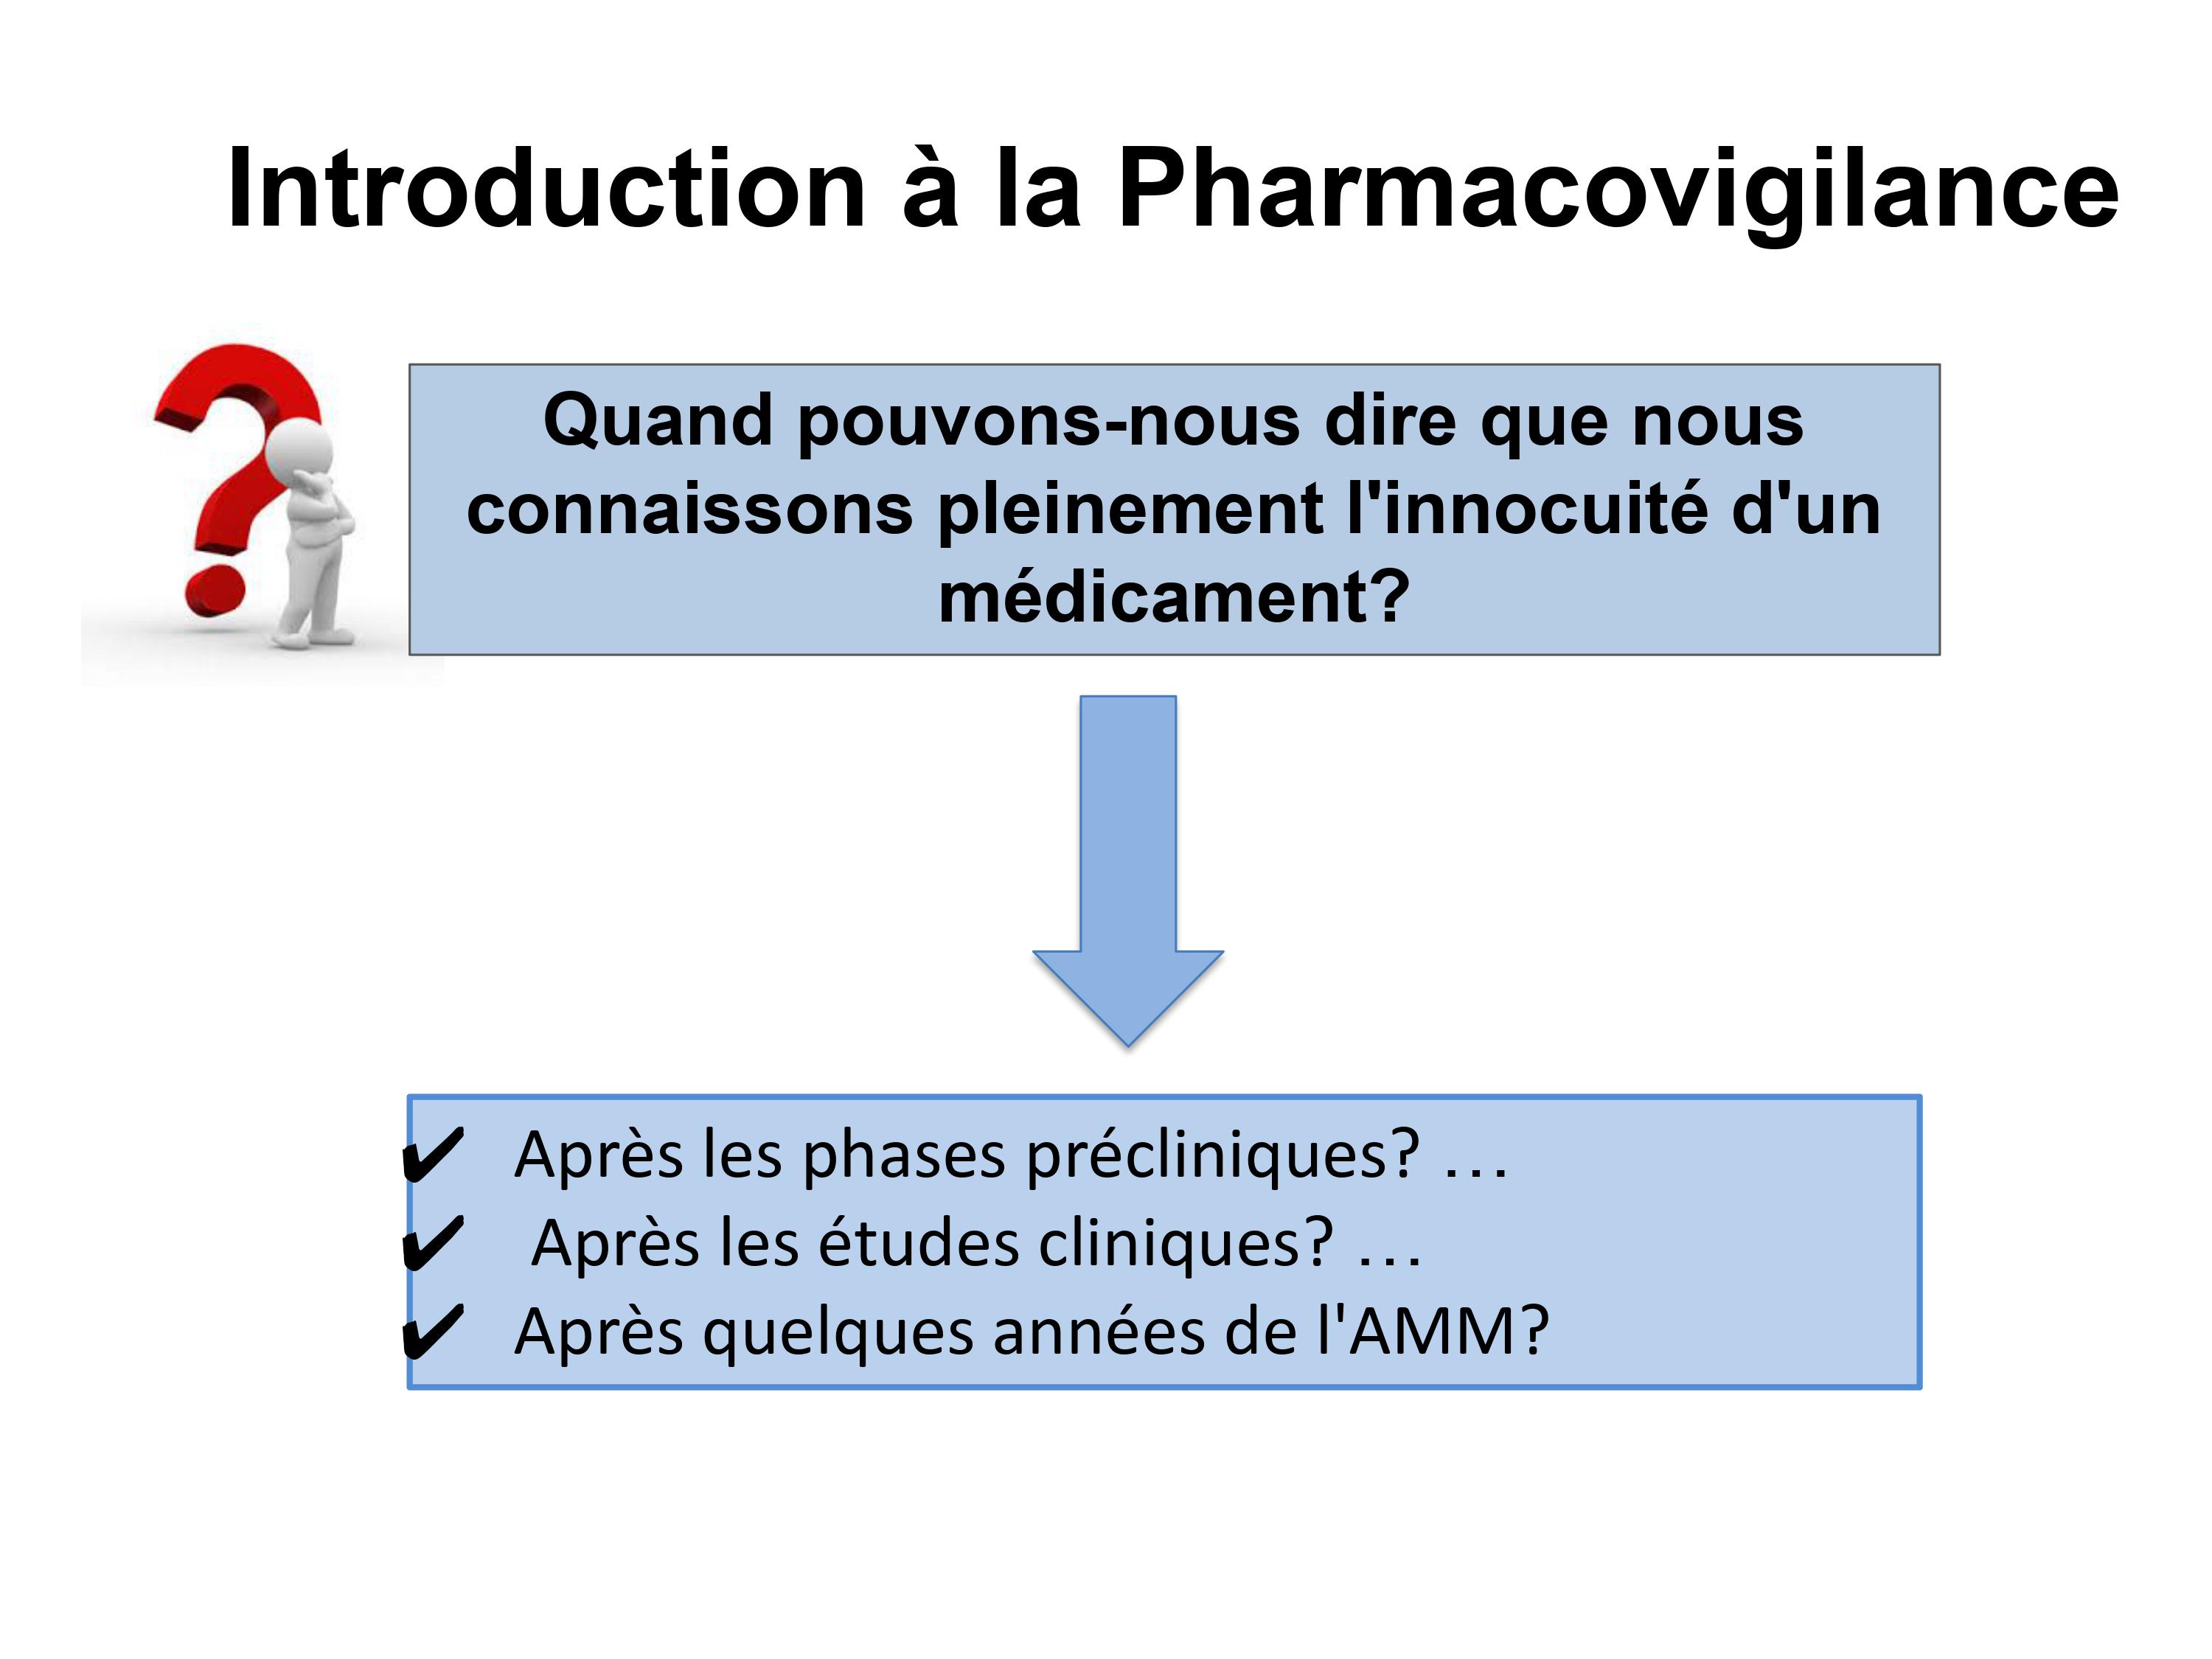 Introduction à la Pharmacovigilance
Quand pouvons-nous dire que nous
connaissons pleinement l'innocuité d'un
médicament?
✔ Après les phases précliniques? …
✔ Après les études cliniques? …
✔ Après quelques années de l'AMM?